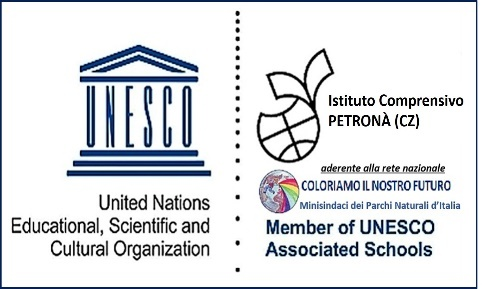 UNESCO
United Nations
Educational, Scientific and
Cultural Organization
Istituto Comprensivo
PETRONÀ (CZ)
aderente alla rete nazionale
COLORIAMO IL NOSTRO FUTURO
Minisindaci dei Parchi Naturali d'Italia
Member of UNESCO
Associated Schools